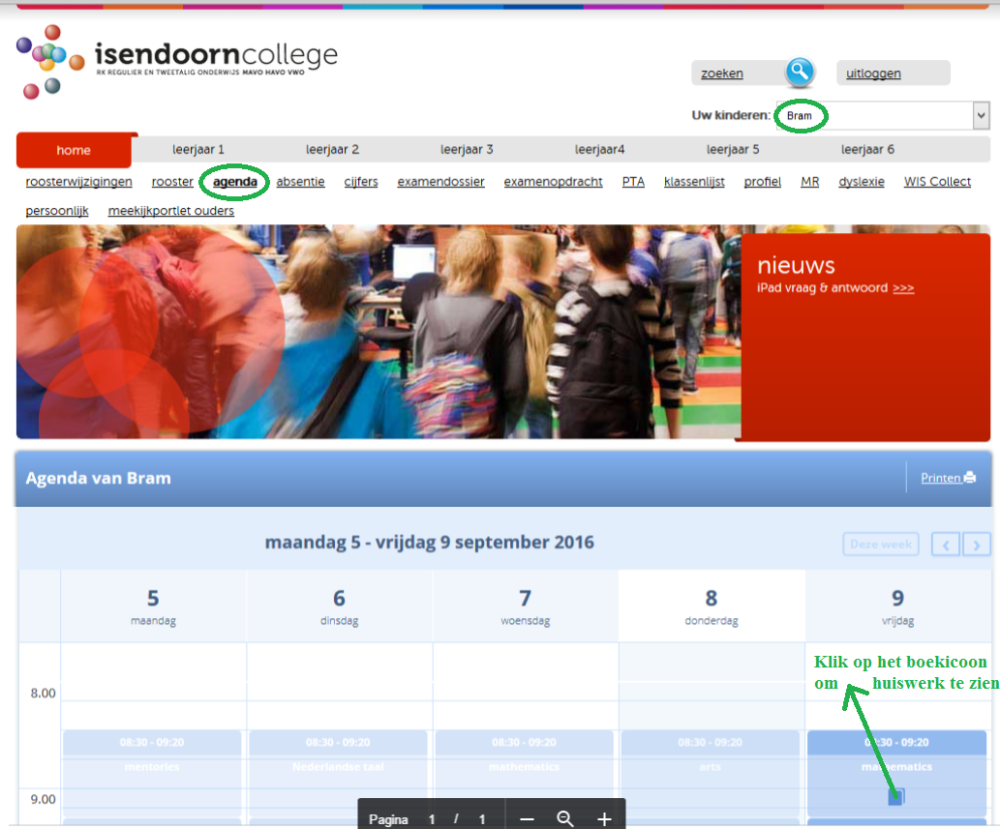 isendoorncollege
RK REGULIER EN TWEETALIG ONDERWIJS MAVO HAVO VWO
zoeken
uitloggen
Uw kinderen: Bram
home leerjaar 1 leerjaar 2 leerjaar 3 leerjaar4 leerjaar 5 leerjaar 6
roosterwijzigingen rooster agenda absentie cijfers examendossier examenopdracht PTA klassenlijst profiel MR dyslexie WIS Collect
persoonlijk meekijkportlet ouders
nieuws
iPad vraag & antwoord >>>
Agenda van Bram
Printen
maandag 5 - vrijdag 9 september 2016
Deze week
5 6 7 8 9
maandag dinsdag woensdag donderdag vrijdag
Klik op het boekicoon
om huiswerk te zien
8.00
08:30 - 09:20 08:30 - 09:20 08:30 - 09:20 08:30 - 09:20 08:30 - 09:20
mentorles Nederlandse taal mathematics arts mathematics
9.00
Pagina 1 / 1